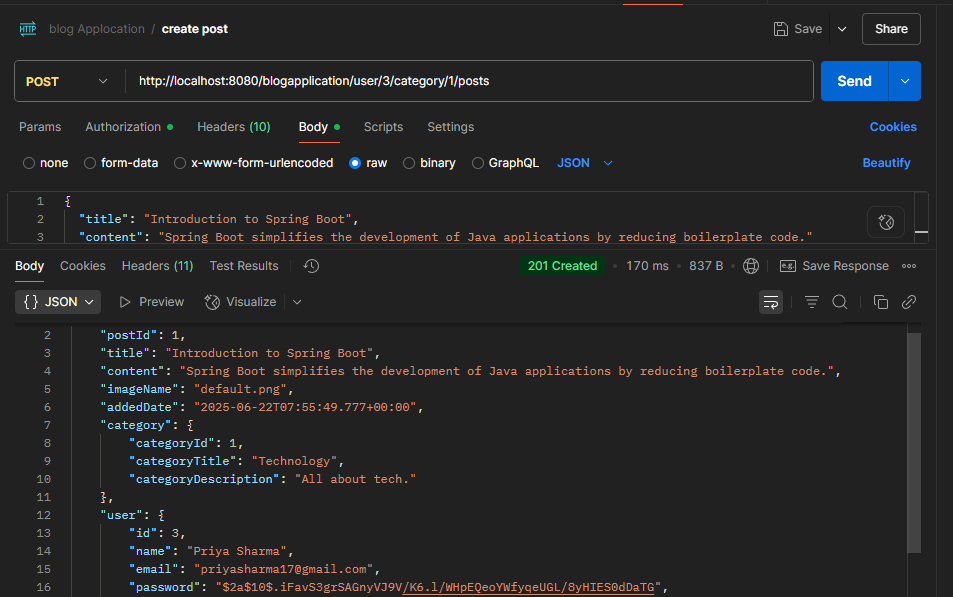 HTTP blog Applocation / create post Save Share
POST http://localhost:8080/blogapplication/user/3/category/1/posts Send
Params Authorization Headers (10) Body Scripts Settings Cookies
none form-data x-www-form-urlencoded raw binary GraphQL JSON Beautify
1 {
2 "title": "Introduction to Spring Boot",
3 "content": "Spring Boot simplifies the development of Java applications by reducing boilerplate code."
Body Cookies Headers (11) Test Results 201 Created 170 ms 837 B e.g. Save Response
{} JSON Preview Visualize
2 "postId": 1,
3 "title": "Introduction to Spring Boot",
4 "content": "Spring Boot simplifies the development of Java applications by reducing boilerplate code.",
5 "imageName": "default.png",
6 "addedDate": "2025-06-22T07:55:49.777+00:00",
7 "category": {
8 "categoryId": 1,
9 "categoryTitle": "Technology",
10 "categoryDescription": "All about tech."
11 },
12 "user": {
13 "id": 3,
14 "name": "Priya Sharma",
15 "email": "priyasharma17@gmail.com",
16 "password": "$2a$10$.iFavS3grSAGnyVJ9V/K6.l/WHpEQeoYWfyqeUGL/8yHIES0dDaTG",